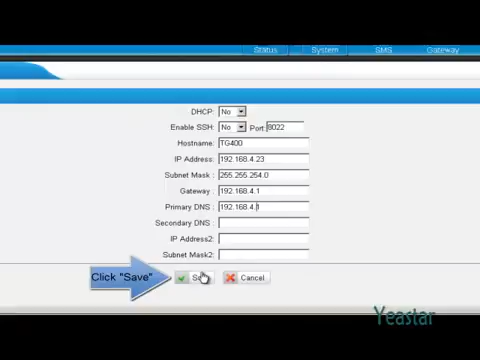 Status System SMS Gateway
DHCP: No
Enable SSH: No Port: 8022
Hostname: TG400
IP Address: 192.168.4.23
Subnet Mask : 255.255.254.0
Gateway : 192.168.4.1
Primary DNS : 192.168.4.1
Secondary DNS :
IP Address2:
Subnet Mask2:
Click "Save" Cancel
Yeastar